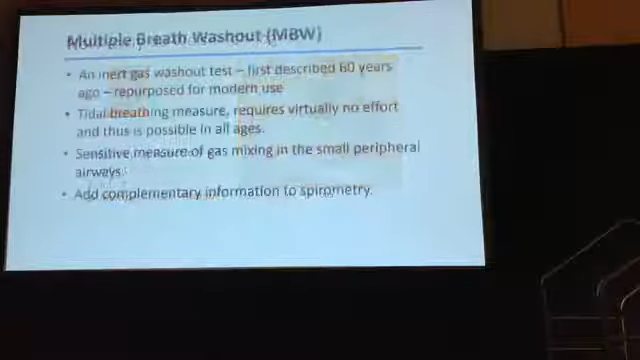 Multiple Breath Washout (MBW)
• An inert gas washout test – first described 60 years
ago – repurposed for modern use
• Tidal breathing measure, requires virtually no effort
and thus is possible in all ages.
• Sensitive measure of gas mixing in the small peripheral
airways.
• Add complementary information to spirometry.